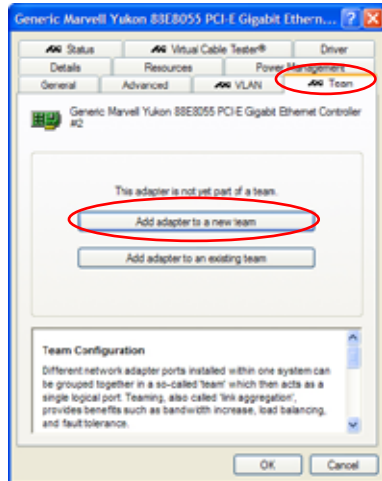 Generic Marvell Yukon 88E8055 PCI-E Gigabit Ethern...
Status Virtual Cable Tester® Driver
Details Resources Power Management
General Advanced VLAN Team
Generic Marvell Yukon 88E8055 PCI-E Gigabit Ethernet Controller
#2
This adapter is not yet part of a team.
Add adapter to a new team
Add adapter to an existing team
Team Configuration
Different network adapter ports installed within one system can
be grouped together in a so-called 'team' which then acts as a
single logical port. Teaming, also called 'link aggregation',
provides benefits such as bandwidth increase, load balancing,
and fault tolerance.
OK Cancel